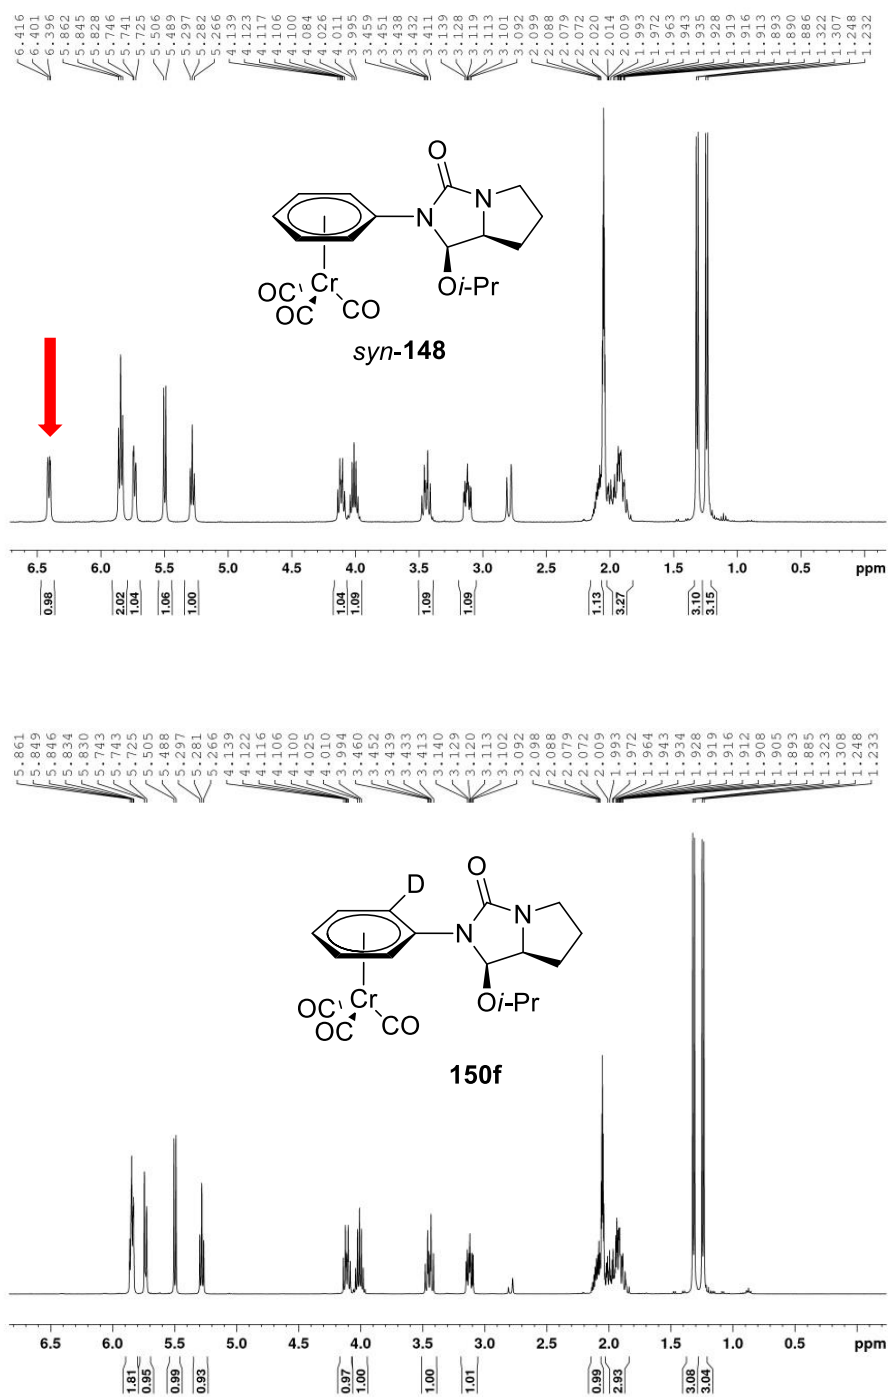 6.416 6.401 6.396 5.862 5.845 5.828 5.746 5.741 5.725 5.506 5.489 5.297 5.282 5.266 4.139 4.123 4.117 4.106 4.100 4.084 4.026 4.011 3.995 3.459 3.451 3.438 3.432 3.411 3.139 3.128 3.119 3.113 3.101 3.092 2.099 2.088 2.079 2.072 2.020 2.014 2.009 1.993 1.972 1.963 1.943 1.935 1.928 1.919 1.916 1.913 1.893 1.890 1.886 1.322 1.307 1.248 1.232
O
N
N
Oi-Pr
Cr
OC
OC
CO
syn-148
6.5 6.0 5.5 5.0 4.5 4.0 3.5 3.0 2.5 2.0 1.5 1.0 0.5 ppm
0.98 2.02 1.04 1.06 1.00 1.04 1.09 1.09 1.09 1.13 3.27 3.10 3.15
5.861 5.849 5.846 5.834 5.830 5.743 5.743 5.725 5.505 5.488 5.297 5.281 5.266 4.139 4.122 4.116 4.106 4.100 4.025 4.010 3.994 3.460 3.452 3.439 3.433 3.413 3.140 3.129 3.120 3.113 3.102 3.092 2.098 2.088 2.079 2.072 2.009 1.993 1.972 1.964 1.943 1.934 1.928 1.919 1.916 1.912 1.908 1.905 1.893 1.885 1.323 1.308 1.248 1.233
D
O
N
N
Oi-Pr
Cr
OC
OC
CO
150f
6.5 6.0 5.5 5.0 4.5 4.0 3.5 3.0 2.5 2.0 1.5 1.0 0.5 ppm
1.81 0.95 0.99 0.93 0.97 1.00 1.00 1.01 0.99 2.93 3.08 3.04